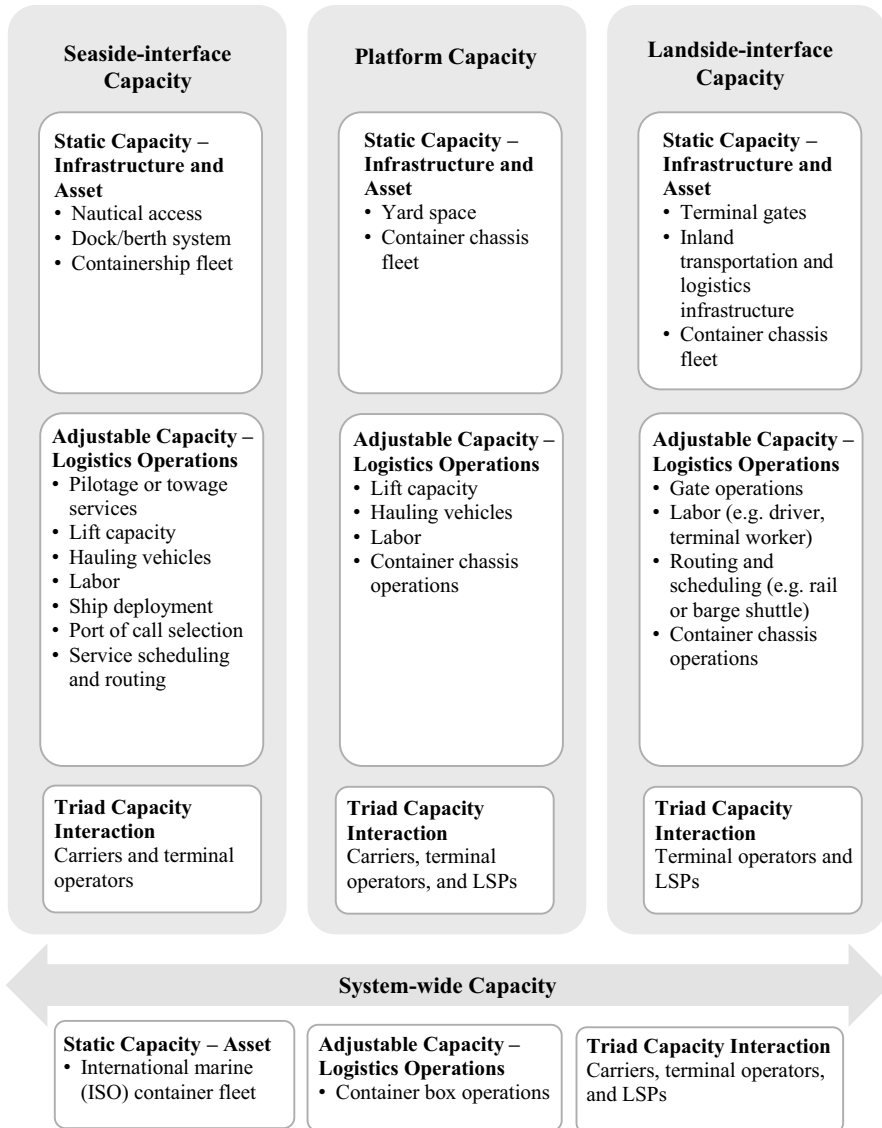 Seaside-interface
Capacity
Static Capacity –
Infrastructure and
Asset
• Nautical access
• Dock/berth system
• Containership fleet
Adjustable Capacity –
Logistics Operations
• Pilotage or towage
services
• Lift capacity
• Hauling vehicles
• Labor
• Ship deployment
• Port of call selection
• Service scheduling
and routing
Triad Capacity
Interaction
Carriers and terminal
operators
Platform Capacity
Static Capacity –
Infrastructure and
Asset
• Yard space
• Container chassis
fleet
Adjustable Capacity –
Logistics Operations
• Lift capacity
• Hauling vehicles
• Labor
• Container chassis
operations
Triad Capacity
Interaction
Carriers, terminal
operators, and LSPs
Landside-interface
Capacity
Static Capacity –
Infrastructure and
Asset
• Terminal gates
• Inland
transportation and
logistics
infrastructure
• Container chassis
fleet
Adjustable Capacity –
Logistics Operations
• Gate operations
• Labor (e.g. driver,
terminal worker)
• Routing and
scheduling (e.g. rail
or barge shuttle)
• Container chassis
operations
Triad Capacity
Interaction
Terminal operators and
LSPs
System-wide Capacity
Static Capacity – Asset
• International marine
(ISO) container fleet
Adjustable Capacity –
Logistics Operations
• Container box operations
Triad Capacity Interaction
Carriers, terminal operators,
and LSPs